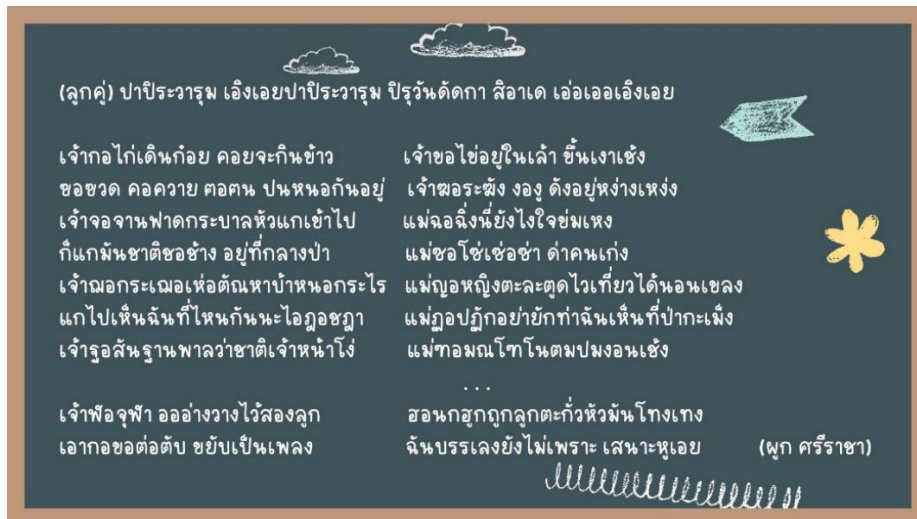 (ลูกคู่) ปาปิระวารุม เอิงเอยปาปิระวารุม ปิรุวันดัดกา สิอาเด เอ่อเออเอิงเอย
เจ้ากอไก่เดินก๋อย คอยจะกินข้าว เจ้าขอไข่อยู่ในเล้า ขึ้นเงาเช้ง
ฃอฃวด คอควาย ฅอฅน ปนหนอกันอยู่ เจ้าฆอระฆัง งองู ดังอยู่หง่างเหง่ง
เจ้าจอจานฟาดกระบาลหัวแกเข้าไป แม่ฉอฉิ่งนี่ยังไงใจข่มเหง
ก็แกมันชาติชอช้าง อยู่ที่กลางป่า แม่ซอโซ่เซ่อซ่า ด่าคนเก่ง
เจ้าฌอกระเฌอเห่อตัณหาบ้าหนอกระไร แม่ญอหญิงตะละตูดไวเที่ยวได้นอนเขลง
แกไปเห็นฉันที่ไหนกันนะไอฎอชฎา แม่ฏอปฏักอย่ายักท่าฉันเห็นที่ป่ากะเม็ง
เจ้าฐอสันฐานพาลว่าชาติเจ้าหน้าโง่ แม่ฑอมณโฑโนตมปมงอนเช้ง
...
เจ้าฬอจุฬา อออ่างวางไว้สองลูก ฮอนกฮูกถูกลูกตะกั่วหัวมันโทงเทง
เอากอขอต่อตับ ขยับเป็นเพลง ฉันบรรเลงยังไม่เพราะ เสนาะหูเอย (ผูก ศรีราชา)